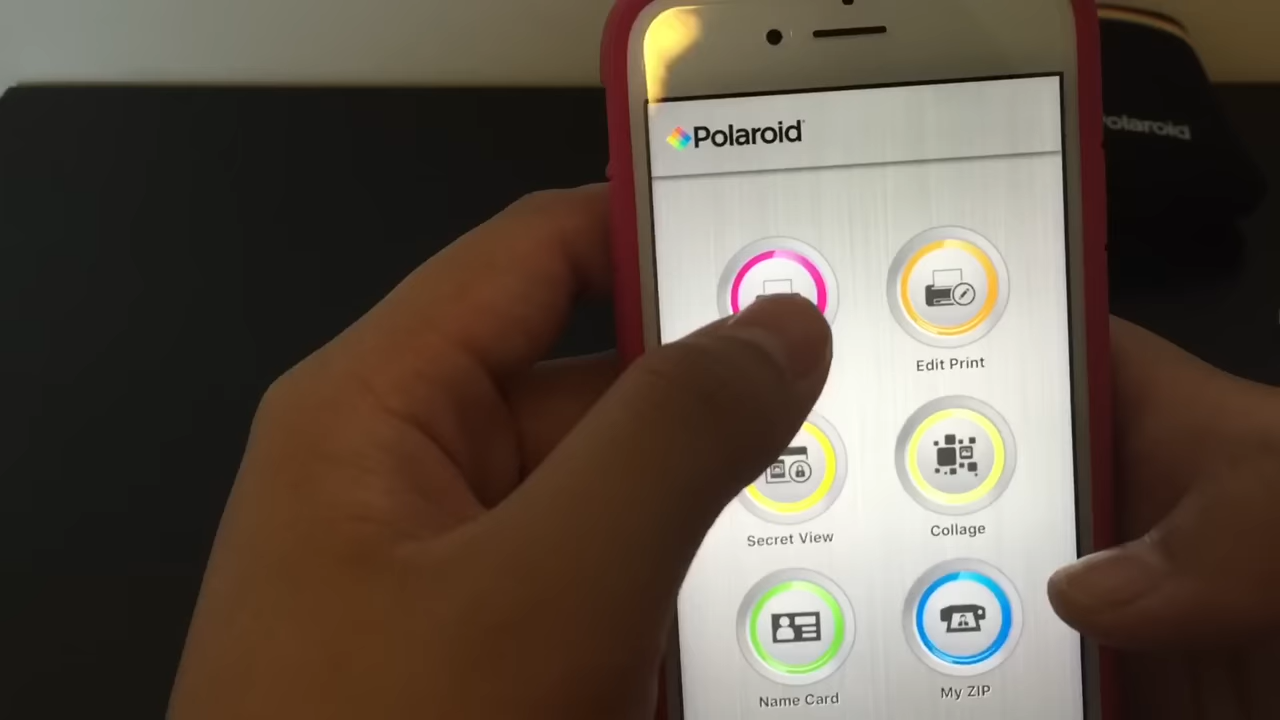 Polaroid
olaroid
Edit Print
Secret View
Collage
Name Card
My ZIP